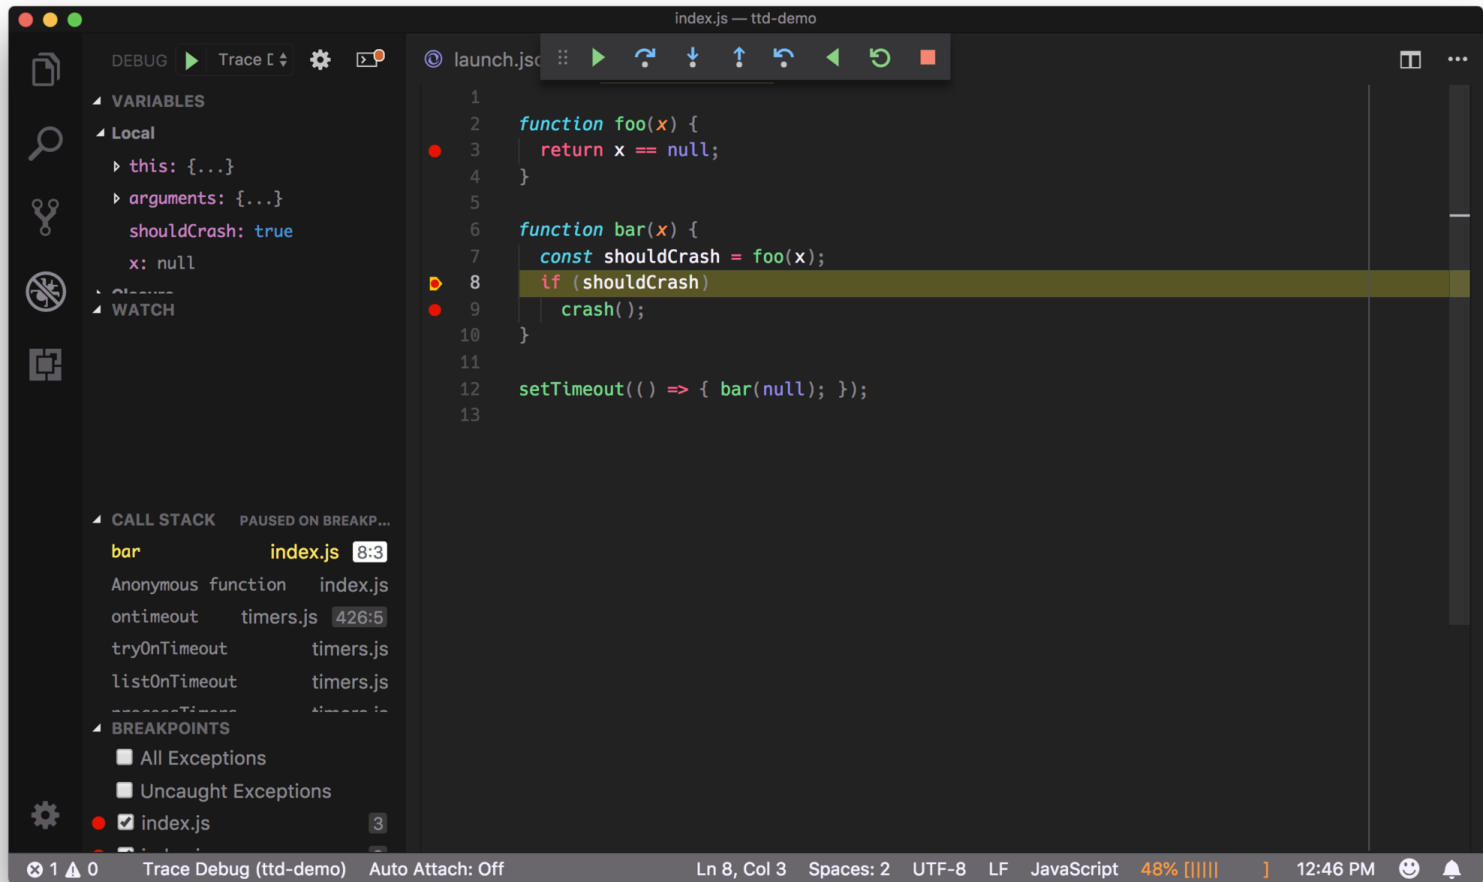 index.js — ttd-demo
DEBUG
Trace
launch.jsc
VARIABLES
Local
this: {...}
arguments: {...}
shouldCrash: true
x: null
Closure
WATCH
CALL STACK PAUSED ON BREAKP...
bar index.js 8:3
Anonymous function index.js
ontimeout timers.js 426:5
tryOnTimeout timers.js
listOnTimeout timers.js
processTimers timers.js
BREAKPOINTS
All Exceptions
Uncaught Exceptions
index.js 3
1
2 function foo(x) {
3 return x == null;
4 }
5
6 function bar(x) {
7 const shouldCrash = foo(x);
8 if (shouldCrash)
9 crash();
10 }
11
12 setTimeout(() => { bar(null); });
13
1 0 Trace Debug (ttd-demo) Auto Attach: Off Ln 8, Col 3 Spaces: 2 UTF-8 LF JavaScript 48% [||||| ] 12:46 PM